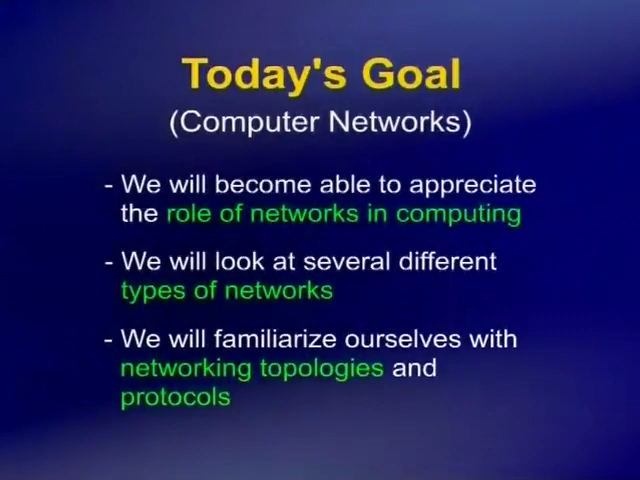 Today's Goal
(Computer Networks)
- We will become able to appreciate
the role of networks in computing
- We will look at several different
types of networks
- We will familiarize ourselves with
networking topologies and
protocols